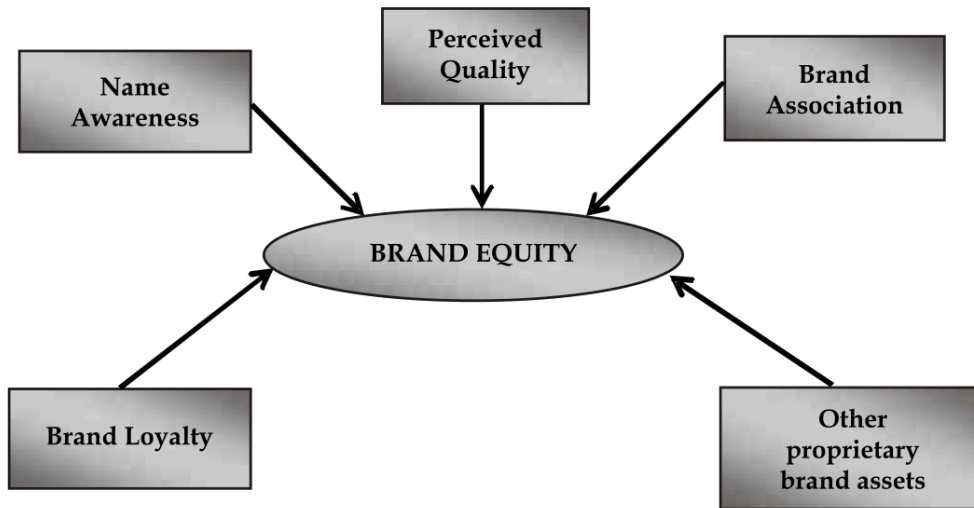 Perceived
Quality
Name
Awareness
Brand
Association
BRAND EQUITY
Brand Loyalty
Other
proprietary
brand assets